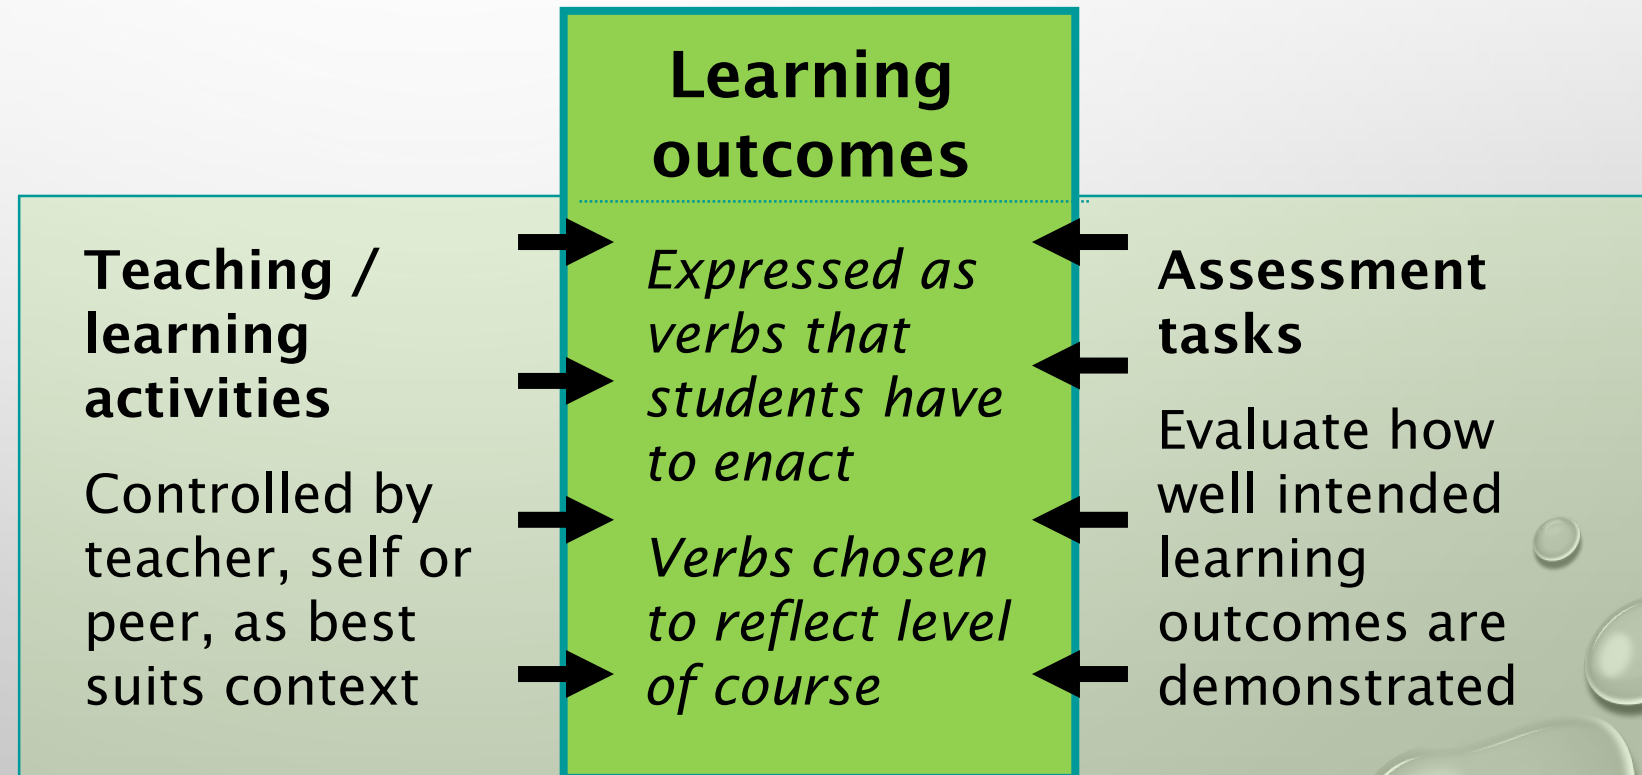 Learning
outcomes
Teaching /
learning
activities
Controlled by
teacher, self or
peer, as best
suits context
Expressed as
verbs that
students have
to enact
Verbs chosen
to reflect level
of course
Assessment
tasks
Evaluate how
well intended
learning
outcomes are
demonstrated